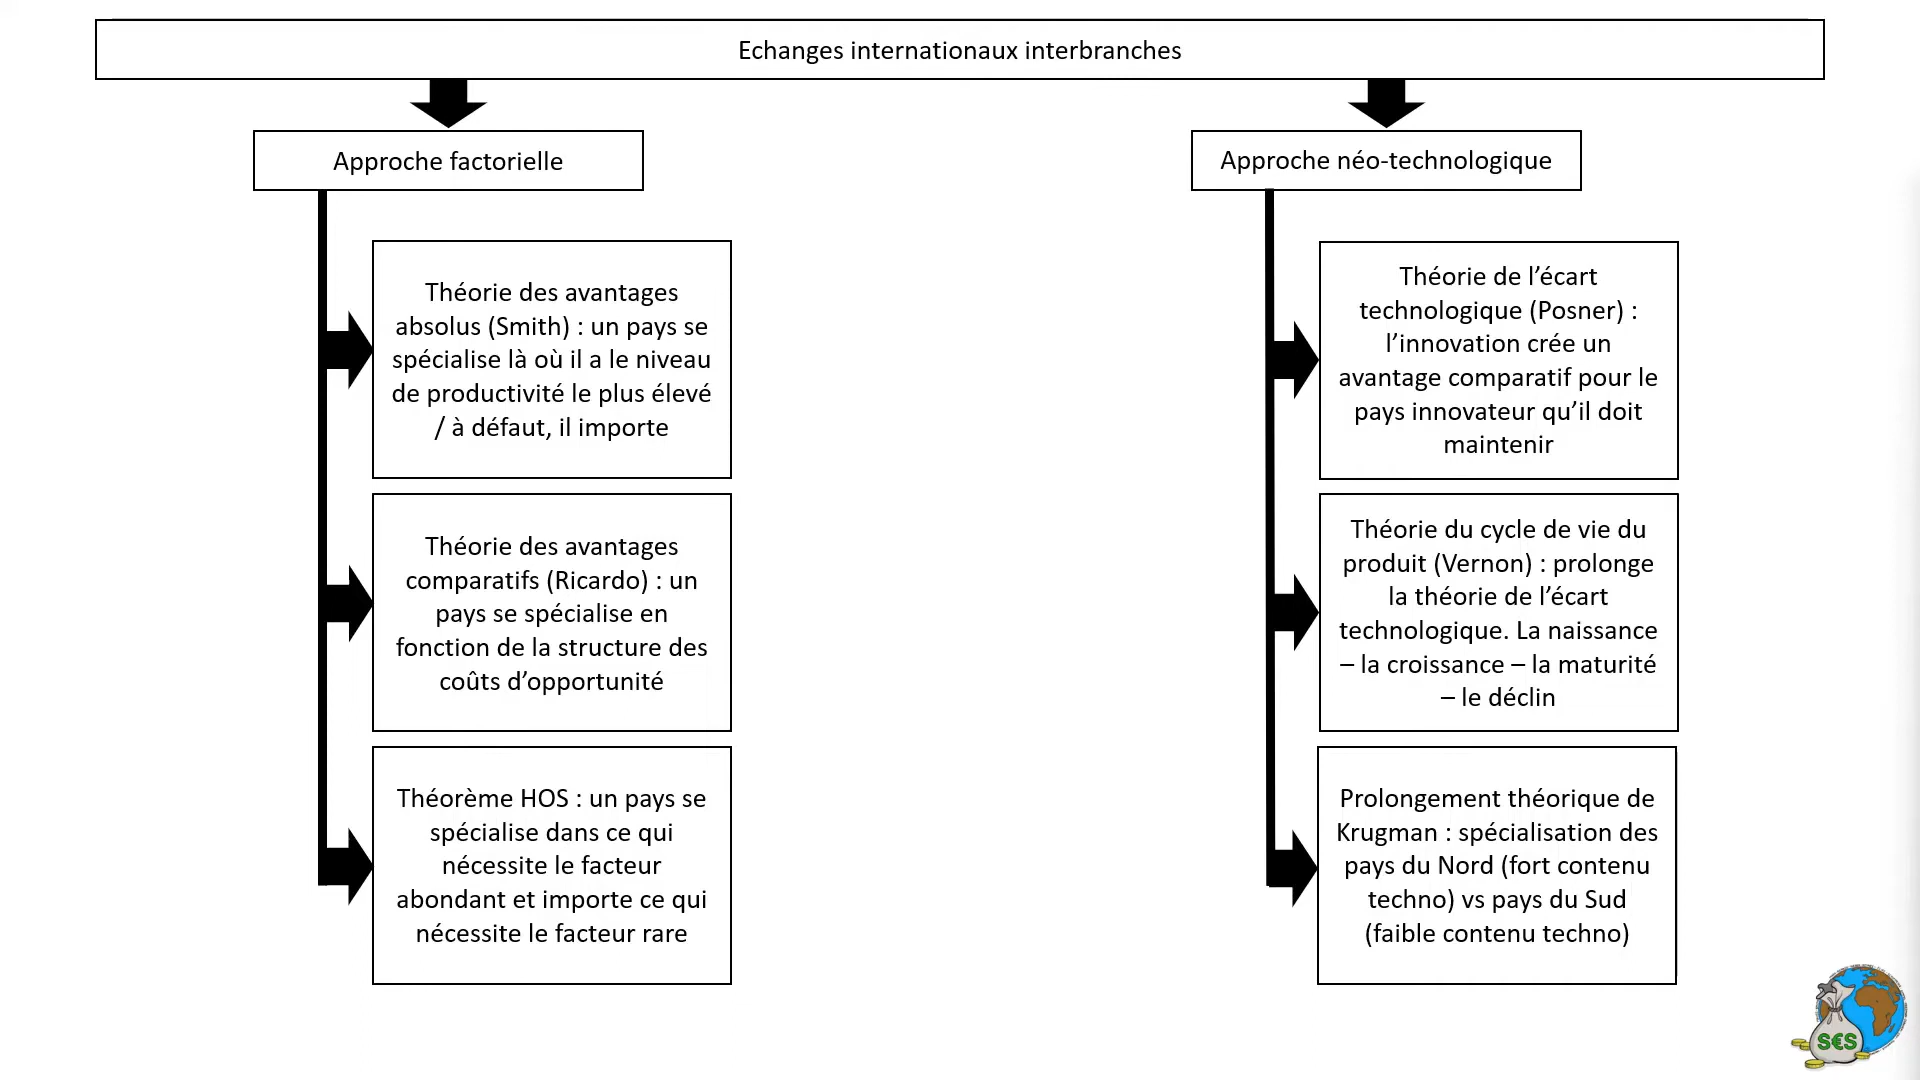 Echanges internationaux interbranches
Approche factorielle
Théorie des avantages
absolus (Smith) : un pays se
spécialise là où il a le niveau
de productivité le plus élevé
/ à défaut, il importe
Théorie des avantages
comparatifs (Ricardo) : un
pays se spécialise en
fonction de la structure des
coûts d’opportunité
Théorème HOS : un pays se
spécialise dans ce qui
nécessite le facteur
abondant et importe ce qui
nécessite le facteur rare
Approche néo-technologique
Théorie de l’écart
technologique (Posner) :
l’innovation crée un
avantage comparatif pour le
pays innovateur qu’il doit
maintenir
Théorie du cycle de vie du
produit (Vernon) : prolonge
la théorie de l’écart
technologique. La naissance
– la croissance – la maturité
– le déclin
Prolongement théorique de
Krugman : spécialisation des
pays du Nord (fort contenu
techno) vs pays du Sud
(faible contenu techno)
S€S